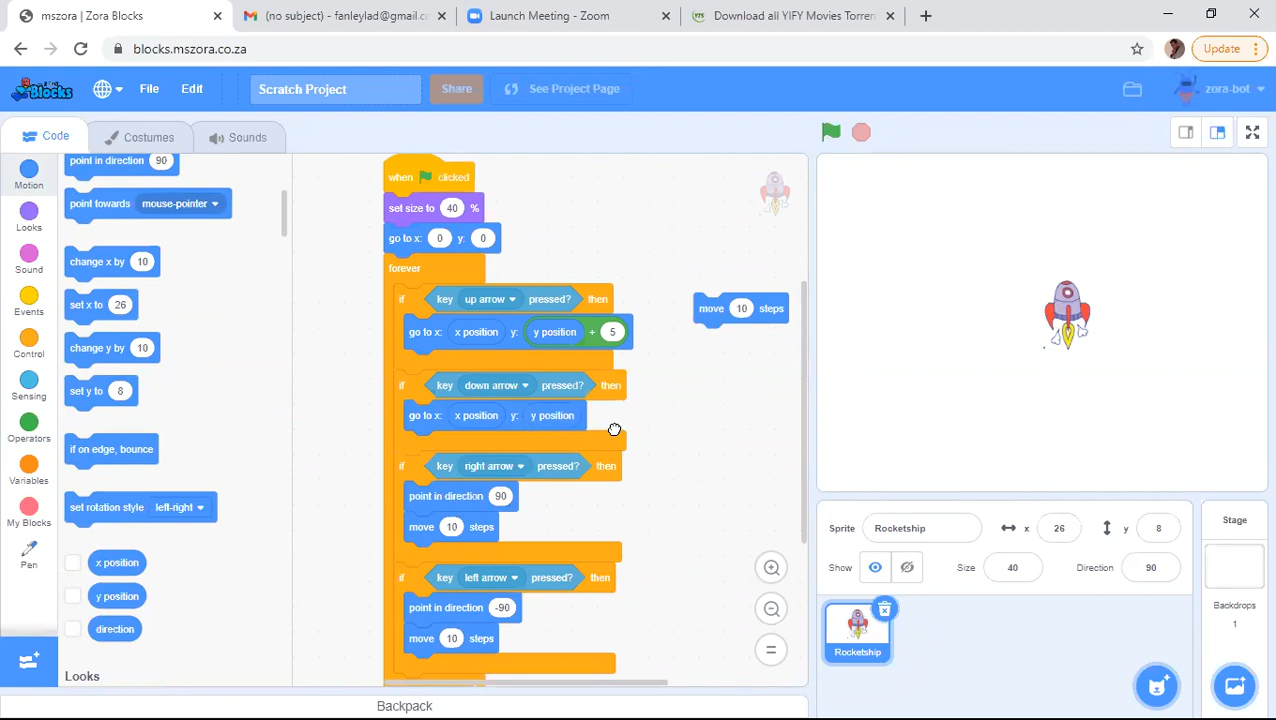 mszora | Zora Blocks
(no subject) - fanleylad@gmail.c
Launch Meeting - Zoom
Download all YIFY Movies Torren
blocks.mszora.co.za
Update
Blocks
File
Edit
Scratch Project
Share
See Project Page
zora-bot
Code
Costumes
Sounds
Motion
Looks
Sound
Events
Control
Sensing
Operators
Variables
My Blocks
Pen
point in direction 90
point towards mouse-pointer
change x by 10
set x to 26
change y by 10
set y to 8
if on edge, bounce
set rotation style left-right
x position
y position
direction
Looks
when clicked
set size to 40 %
go to x: 0 y: 0
forever
if key up arrow pressed? then
go to x: x position y: y position + 5
if key down arrow pressed? then
go to x: x position y: y position
if key right arrow pressed? then
point in direction 90
move 10 steps
if key left arrow pressed? then
point in direction -90
move 10 steps
move 10 steps
Backpack
Sprite Rocketship x 26 y 8
Show Size 40 Direction 90
Rocketship
Stage
Backdrops
1